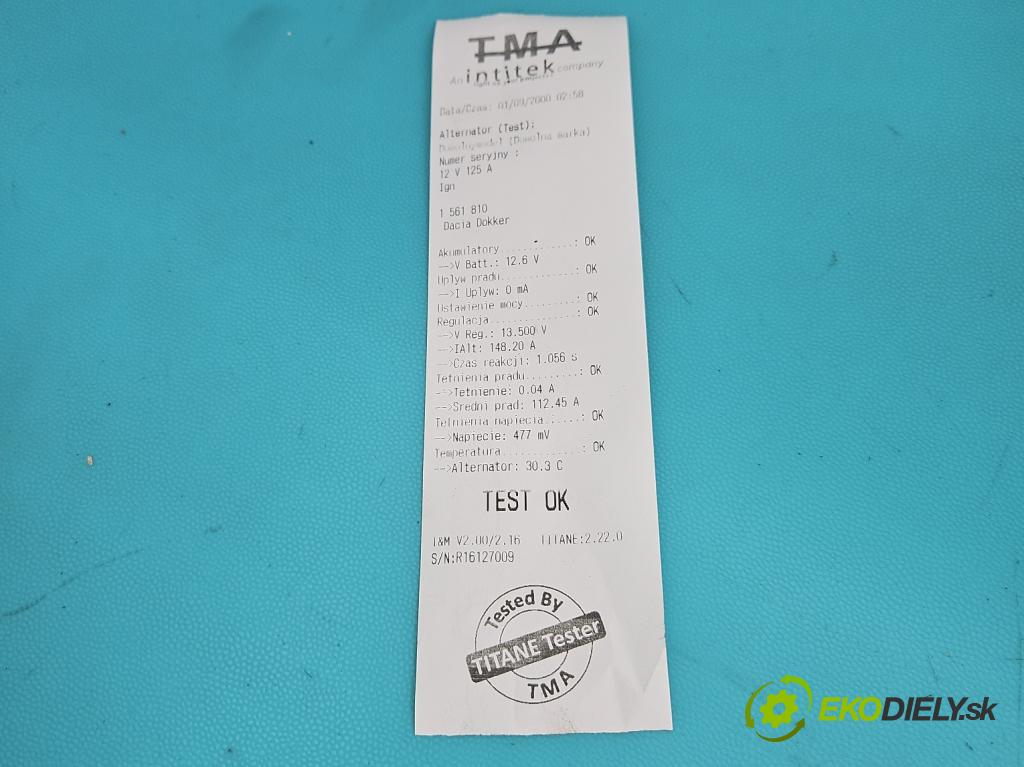 TMA
An intitek company
Data/Czas: 01/09/2000 02:58
Alternator (Test):
Dowolnymodel (Dowolna marka)
Numer seryjny :
12 V 125 A
Ign
1 561 810
Dacia Dokker
Akumulatory............: OK
-->V Batt.: 12.6 V
Uplyw pradu............: OK
-->I Uplyw: 0 mA
Ustawienie mocy........: OK
Regulacja..............: OK
-->V Reg.: 13.500 V
-->IAlt: 148.20 A
-->Czas reakcji: 1.056 s
Tetnienia pradu........: OK
-->Tetnienie: 0.04 A
-->Sredni prad: 112.45 A
Tetnienia napiecia.....: OK
-->Napiecie: 477 mV
Temperatura............: OK
-->Alternator: 30.3 C
TEST OK
I&M V2.00/2.16 TITANE:2.22.0
S/N:R16127009
Tested By
TITANE Tester
TMA
EKODIELY.sk